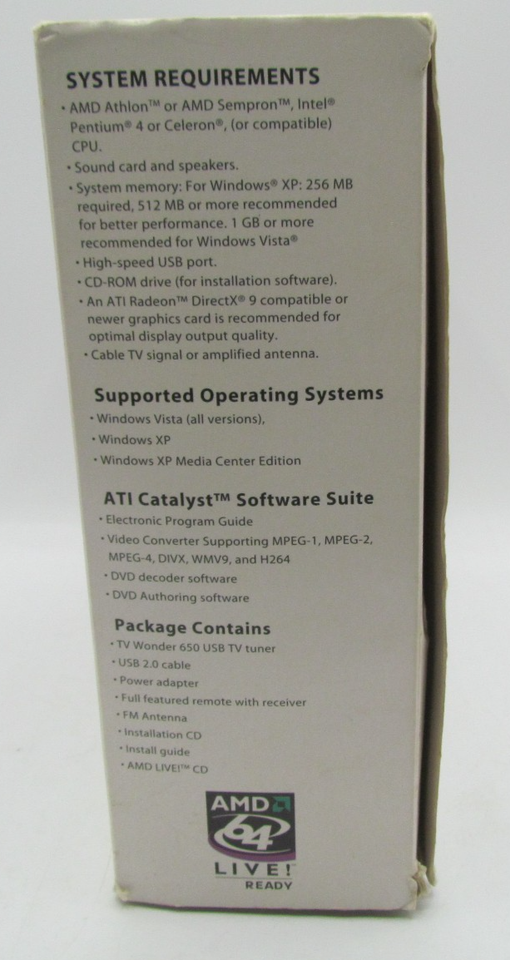 SYSTEM REQUIREMENTS
• AMD Athlon™ or AMD Sempron™, Intel®
Pentium® 4 or Celeron®, (or compatible)
CPU.
• Sound card and speakers.
• System memory: For Windows® XP: 256 MB
required, 512 MB or more recommended
for better performance. 1 GB or more
recommended for Windows Vista®
• High-speed USB port.
• CD-ROM drive (for installation software).
• An ATI Radeon™ DirectX® 9 compatible or
newer graphics card is recommended for
optimal display output quality.
• Cable TV signal or amplified antenna.
Supported Operating Systems
• Windows Vista (all versions),
• Windows XP
• Windows XP Media Center Edition
ATI Catalyst™ Software Suite
• Electronic Program Guide
• Video Converter Supporting MPEG-1, MPEG-2,
MPEG-4, DIVX, WMV9, and H264
• DVD decoder software
• DVD Authoring software
Package Contains
• TV Wonder 650 USB TV tuner
• USB 2.0 cable
• Power adapter
• Full featured remote with receiver
• FM Antenna
• Installation CD
• Install guide
• AMD LIVE!™ CD
AMD
64
LIVE!™
READY